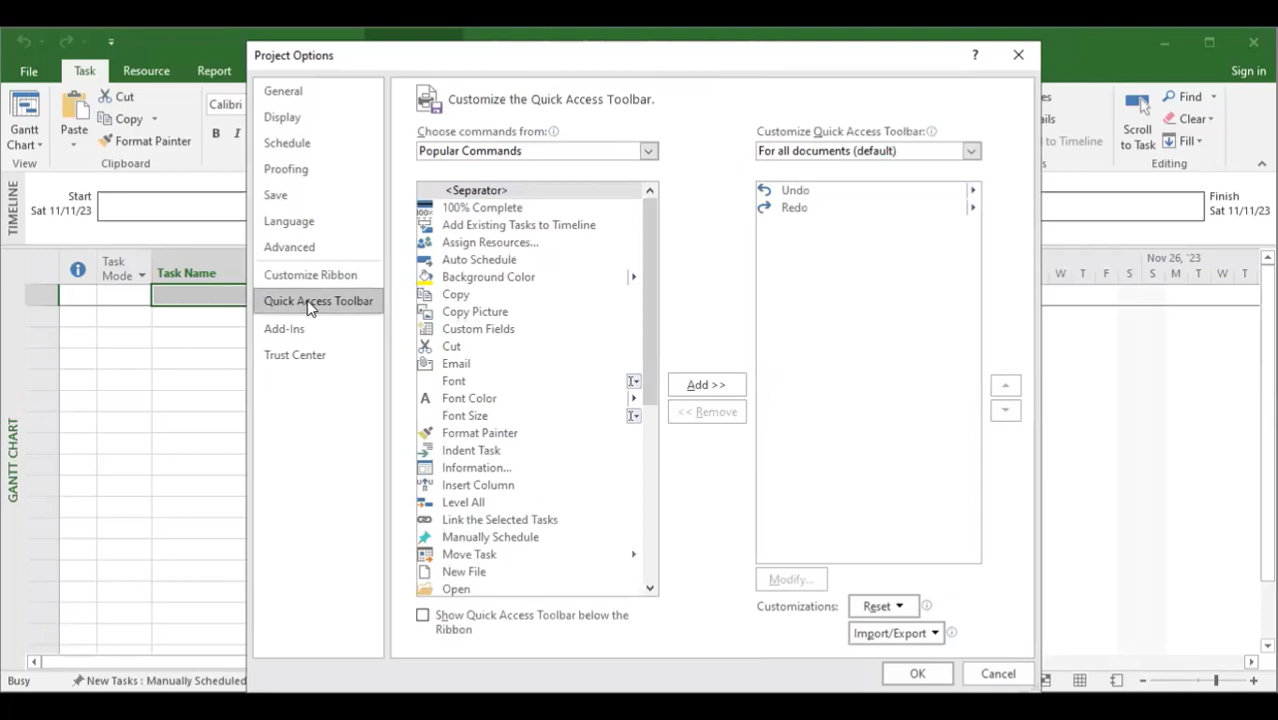 Project Options
?
File
Task
Resource
Report
Sign in
Gantt
Chart
View
Paste
Cut
Copy
Format Painter
Clipboard
Calibri
B
I
to Timeline
Scroll
to Task
Find
Clear
Fill
Editing
TIMELINE
Start
Sat 11/11/23
Finish
Sat 11/11/23
Task
Mode
Task Name
Nov 26, '23
W T F S S M T W T
GANTT CHART
General
Display
Schedule
Proofing
Save
Language
Advanced
Customize Ribbon
Quick Access Toolbar
Add-Ins
Trust Center
Customize the Quick Access Toolbar.
Choose commands from:
Popular Commands
<Separator>
100% Complete
Add Existing Tasks to Timeline
Assign Resources...
Auto Schedule
Background Color
Copy
Copy Picture
Custom Fields
Cut
Email
Font
Font Color
Font Size
Format Painter
Indent Task
Information...
Insert Column
Level All
Link the Selected Tasks
Manually Schedule
Move Task
New File
Open
Show Quick Access Toolbar below the
Ribbon
Add >>
<< Remove
Customize Quick Access Toolbar:
For all documents (default)
Undo
Redo
Modify...
Customizations:
Reset
Import/Export
OK
Cancel
Busy
New Tasks : Manually Scheduled